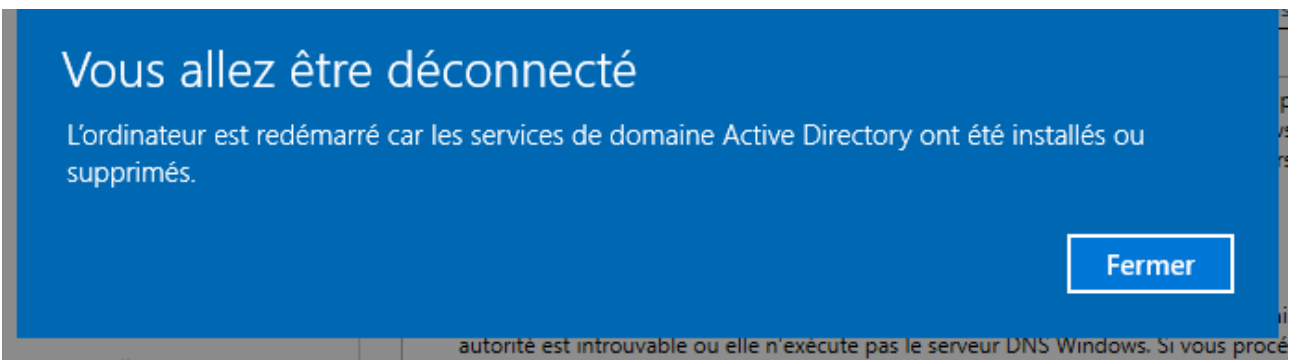 Vous allez être déconnecté
L'ordinateur est redémarré car les services de domaine Active Directory ont été installés ou
supprimés.
Fermer
autorité est introuvable ou elle n'exécute pas le serveur DNS Windows. Si vous procé